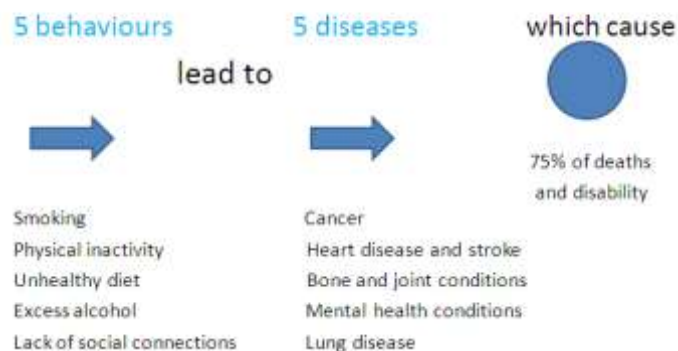 5 behaviours
lead to
5 diseases
which cause
75% of deaths
and disability
Smoking
Physical inactivity
Unhealthy diet
Excess alcohol
Lack of social connections
Cancer
Heart disease and stroke
Bone and joint conditions
Mental health conditions
Lung disease